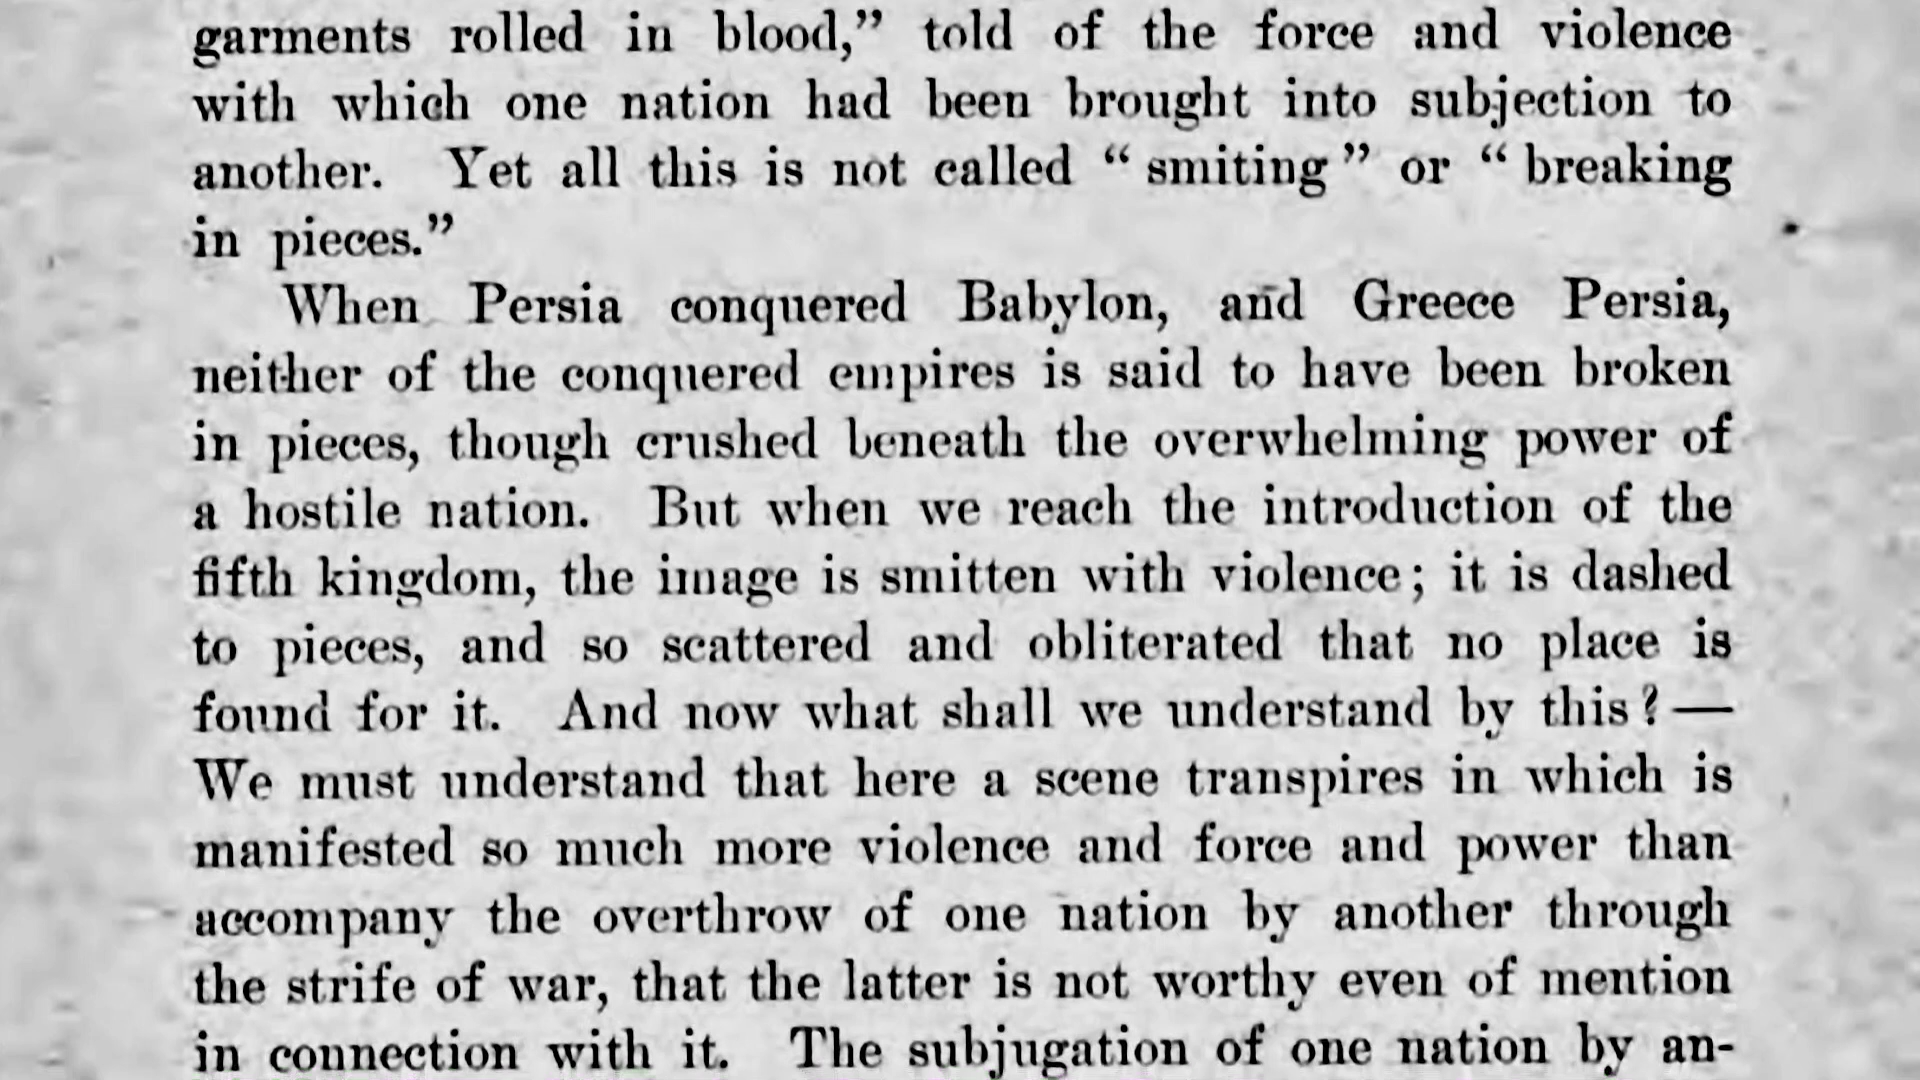 garments rolled in blood,” told of the force and violence
with which one nation had been brought into subjection to
another. Yet all this is not called “ smiting ” or “ breaking
in pieces.”
When Persia conquered Babylon, and Greece Persia,
neither of the conquered empires is said to have been broken
in pieces, though crushed beneath the overwhelming power of
a hostile nation. But when we reach the introduction of the
fifth kingdom, the image is smitten with violence; it is dashed
to pieces, and so scattered and obliterated that no place is
found for it. And now what shall we understand by this? —
We must understand that here a scene transpires in which is
manifested so much more violence and force and power than
accompany the overthrow of one nation by another through
the strife of war, that the latter is not worthy even of mention
in connection with it. The subjugation of one nation by an-